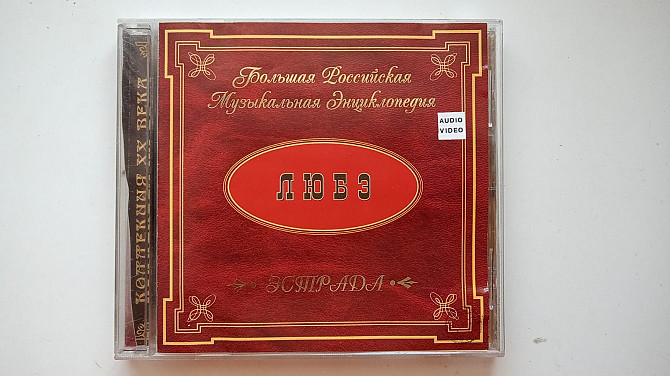 Большая Российская
Музыкальная Энциклопедия
AUDIO
VIDEO
ЛЮБЭ
ЭСТРАДА
КОЛЛЕКЦИЯ XX ВЕКА